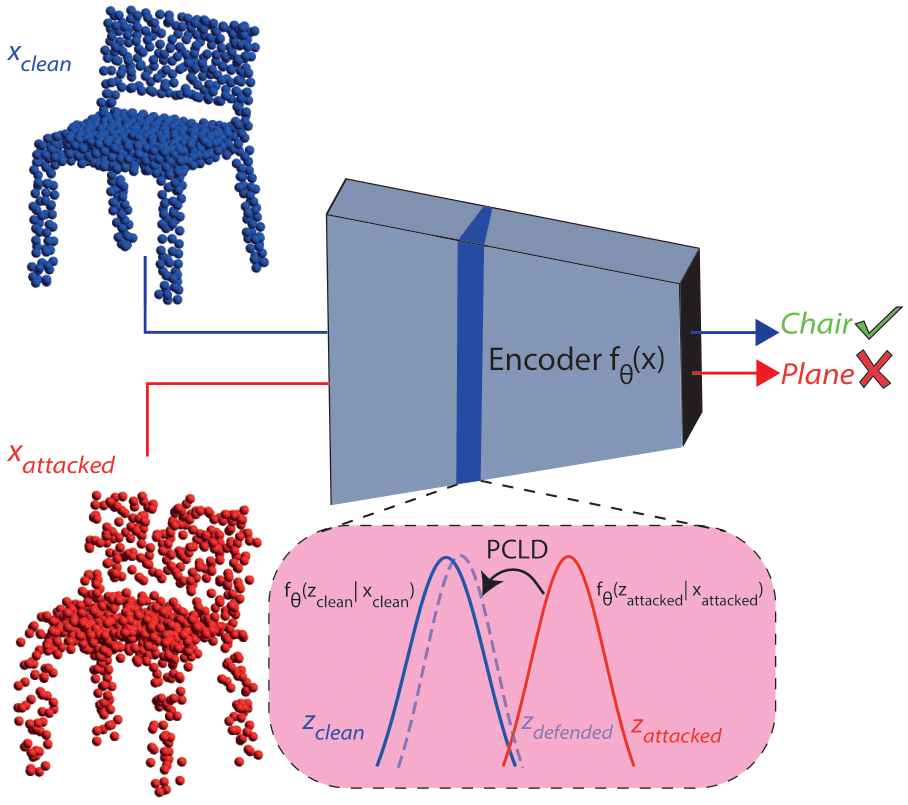 x_clean
Encoder f_θ(x)
Chair
Plane
x_attacked
PCLD
f_θ(z_clean | x_clean)
f_θ(z_attacked | x_attacked)
z_clean
z_defended
z_attacked